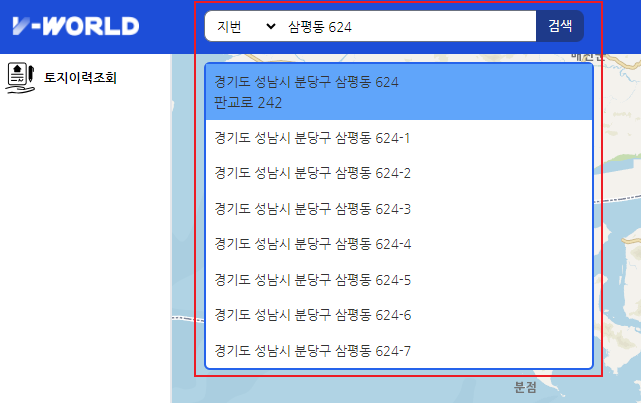 V-WORLD
지번
삼평동 624
검색
토지이력조회
경기도 성남시 분당구 삼평동 624
판교로 242
경기도 성남시 분당구 삼평동 624-1
경기도 성남시 분당구 삼평동 624-2
경기도 성남시 분당구 삼평동 624-3
경기도 성남시 분당구 삼평동 624-4
경기도 성남시 분당구 삼평동 624-5
경기도 성남시 분당구 삼평동 624-6
경기도 성남시 분당구 삼평동 624-7
분점